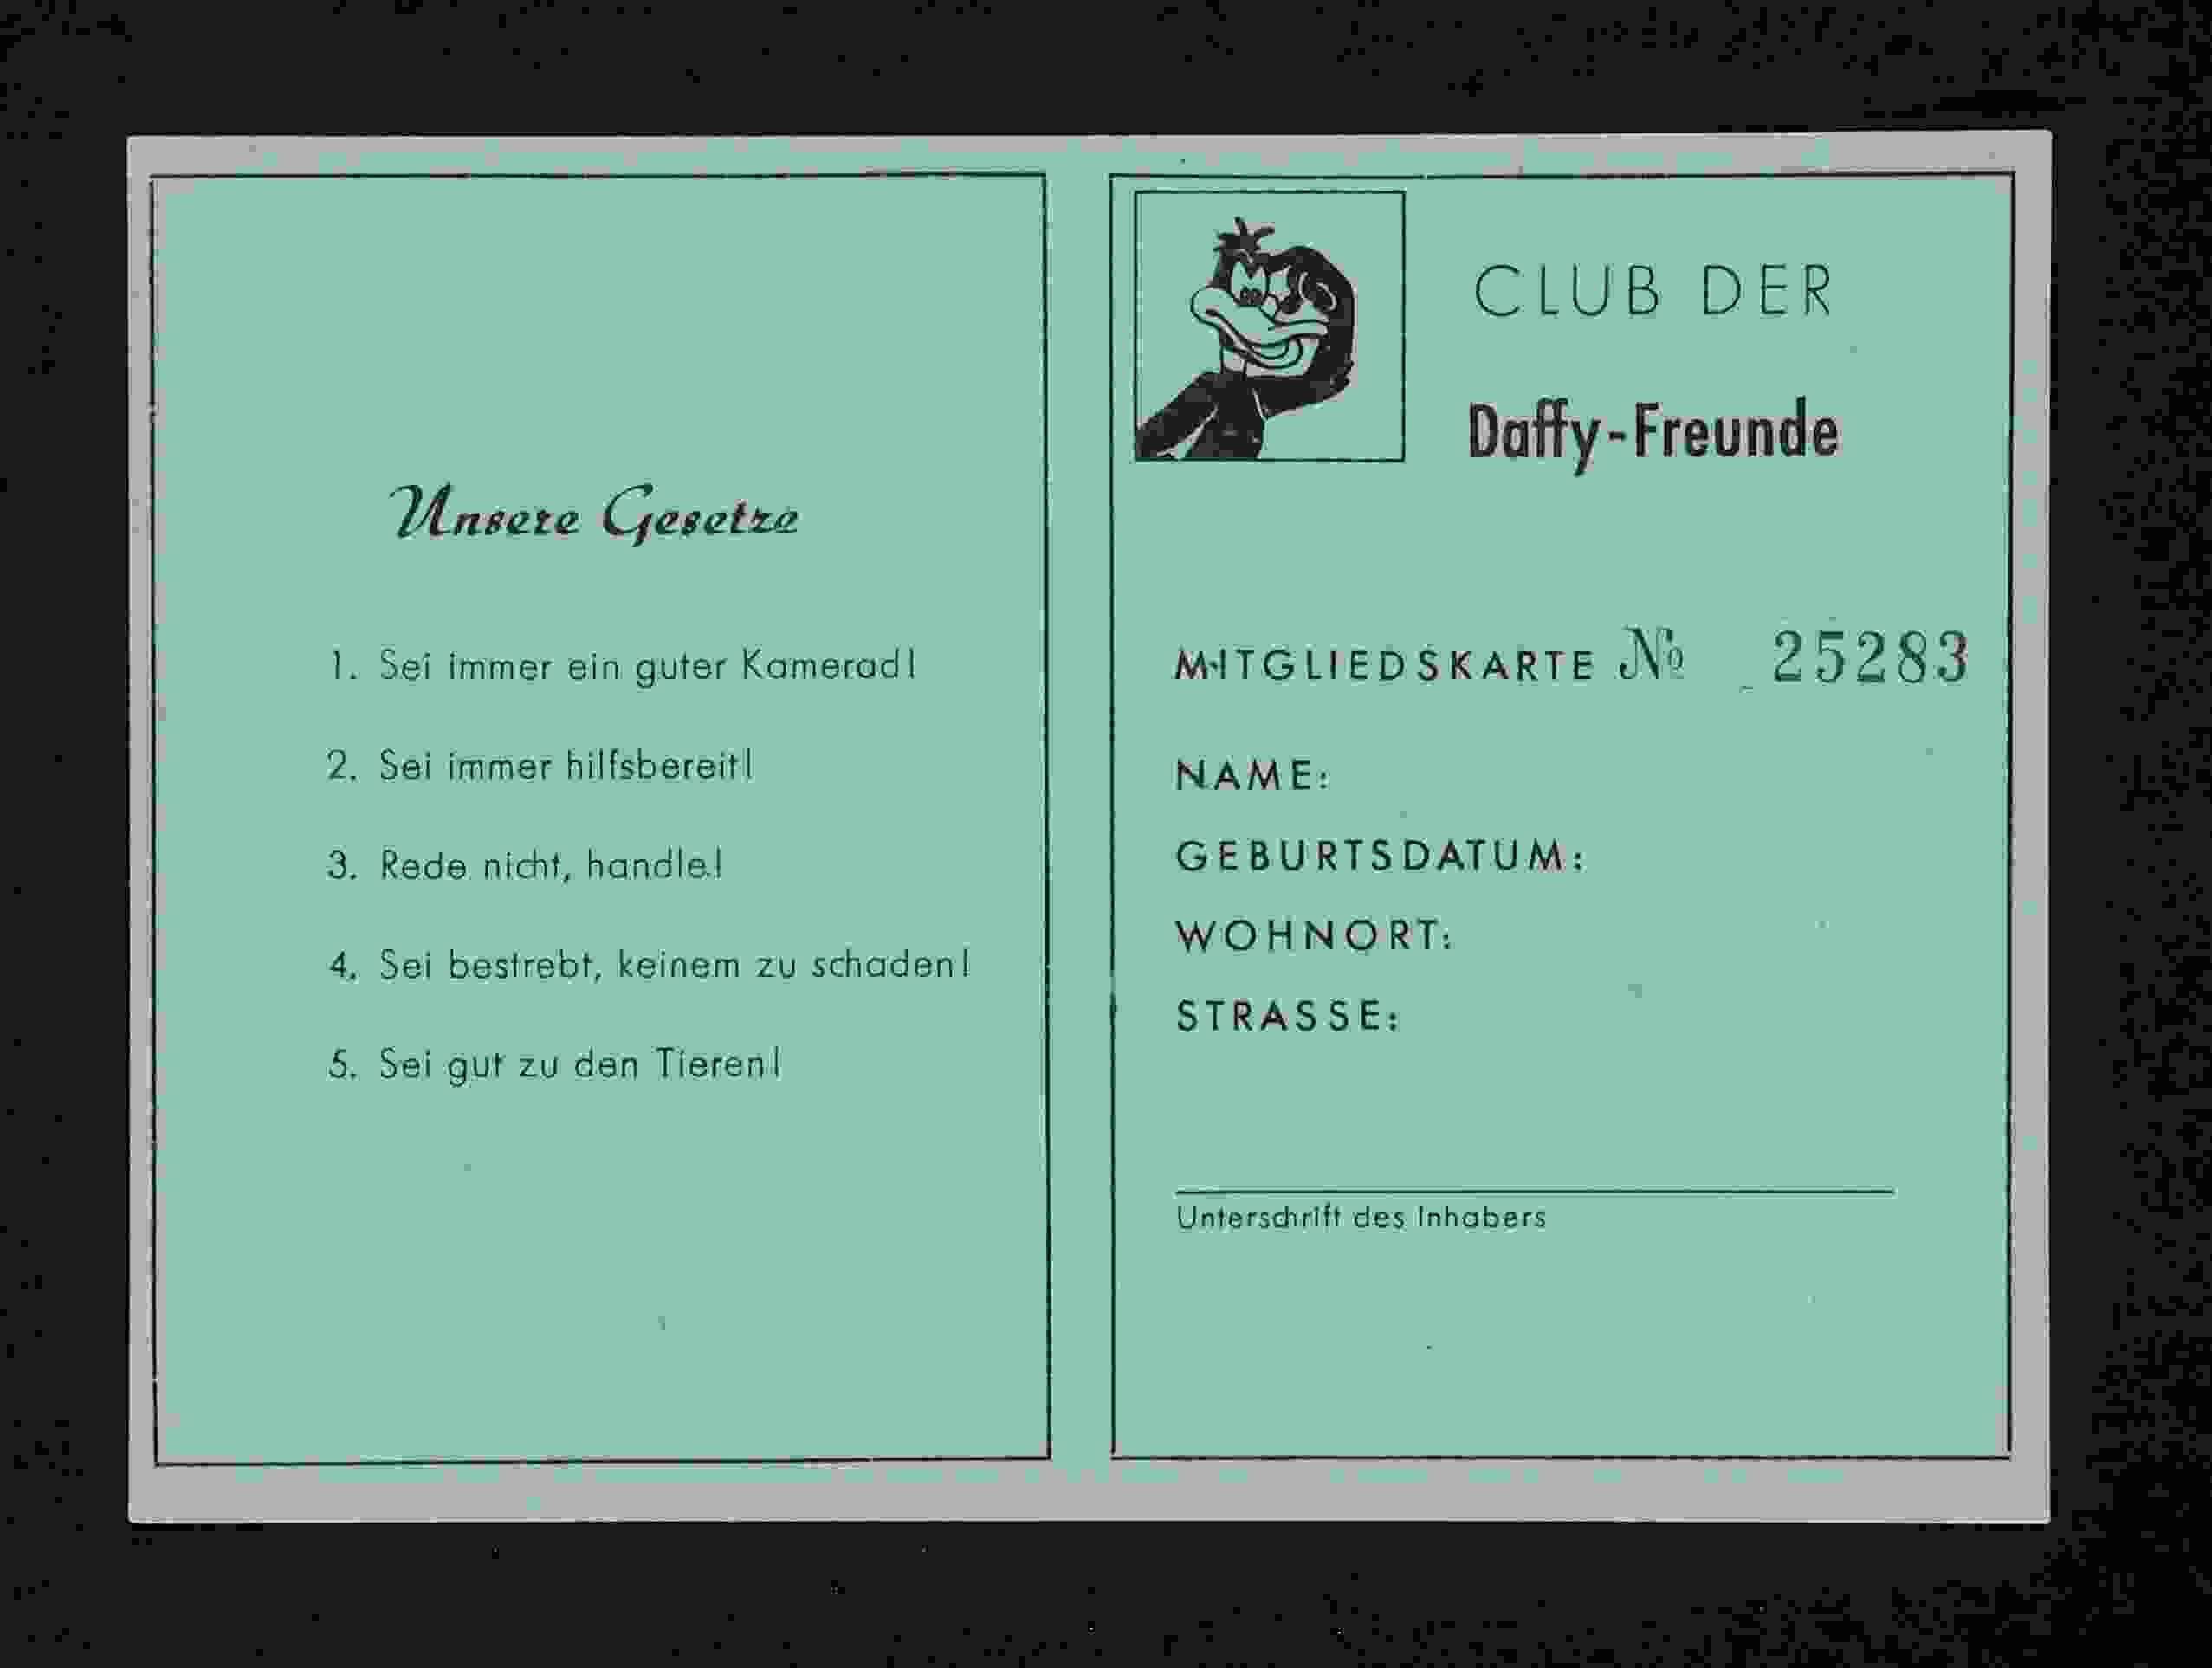 Unsere Gesetze
1. Sei immer ein guter Kamerad!
2. Sei immer hilfsbereit!
3. Rede nicht, handle!
4. Sei bestrebt, keinem zu schaden!
5. Sei gut zu den Tieren!
CLUB DER
Daffy-Freunde
MITGLIEDSKARTE № 25283
NAME:
GEBURTSDATUM:
WOHNORT:
STRASSE:
Unterschrift des Inhabers